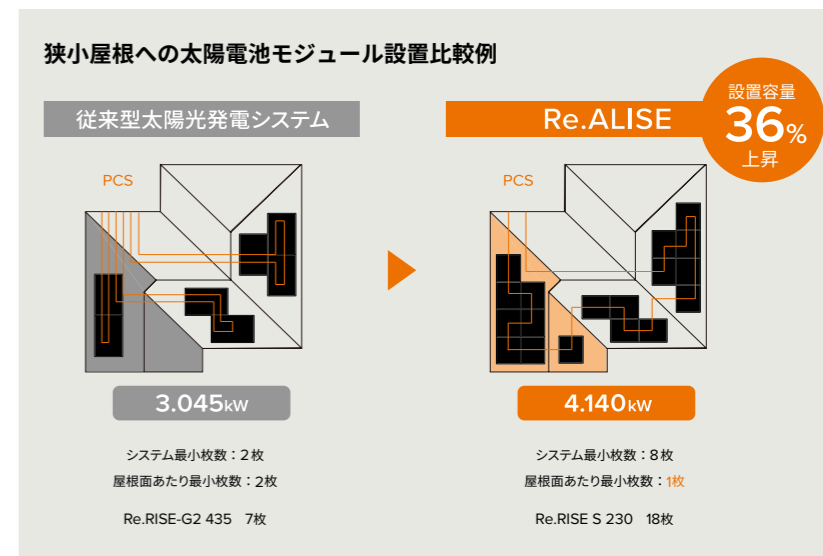 狭小屋根への太陽電池モジュール設置比較例
従来型太陽光発電システム
PCS
3.045kW
システム最小枚数：2枚
屋根面あたり最小枚数：2枚
Re.RISE-G2 435 7枚
Re.ALISE
設置容量
36%
上昇
PCS
4.140kW
システム最小枚数：8枚
屋根面あたり最小枚数：1枚
Re.RISE S 230 18枚